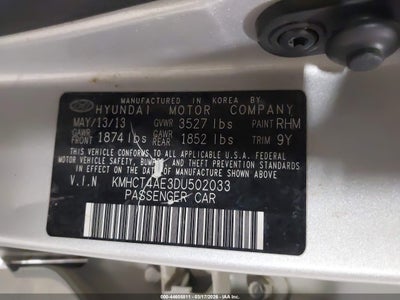 MANUFACTURED IN KOREA BY
HYUNDAI MOTOR COMPANY
MAY/13/13 GVWR 3527 lbs PAINT RHM
GAWR FRONT 1874 lbs GAWR REAR 1852 lbs TRIM 9Y
THIS VEHICLE CONFORMS TO ALL APPLICABLE
FEDERAL SAFETY, BUMPER, AND THEFT PREVENTION STANDARDS
IN EFFECT ON THE DATE OF MANUFACTURE SHOWN ABOVE.
V.I.N KMHCT4AE3DU502033
PASSENGER CAR